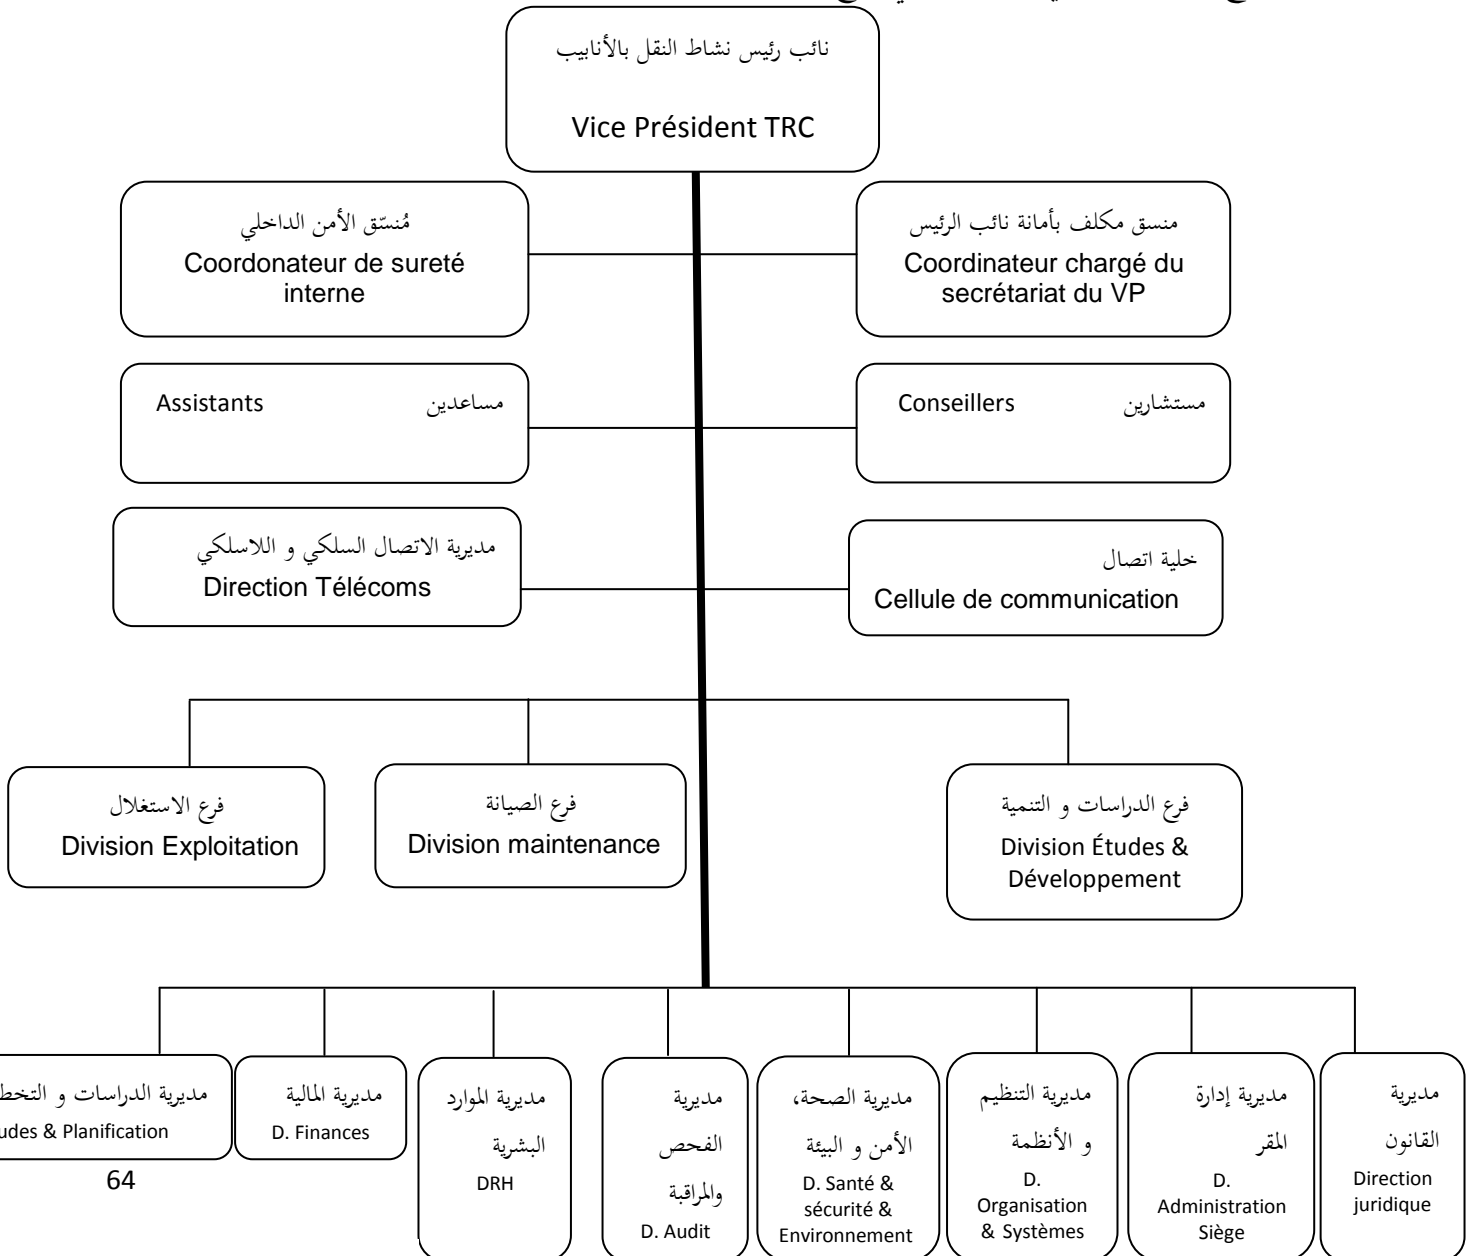 نائب رئيس نشاط النقل بالأنابيب
Vice Président TRC
مُنسّق الأمن الداخلي
Coordonateur de sureté
interne
منسق مكلف بأمانة نائب الرئيس
Coordinateur chargé du
secrétariat du VP
Assistants مساعدين
Conseillers مستشارين
مديرية الاتصال السلكي و اللاسلكي
Direction Télécoms
خلية اتصال
Cellule de communication
فرع الاستغلال
Division Exploitation
فرع الصيانة
Division maintenance
فرع الدراسات و التنمية
Division Études &
Développement
مديرية الدراسات و
& Planification
مديرية المالية
D. Finances
مديرية الموارد
البشرية
DRH
مديرية
الفحص
والمراقبة
D. Audit
مديرية الصحة،
الأمن و البيئة
D. Santé &
sécurité &
Environnement
مديرية التنظيم
و الأنظمة
D.
Organisation
& Systèmes
مديرية إدارة
المقر
D.
Administration
Siège
مديرية
القانون
Direction
juridique
64